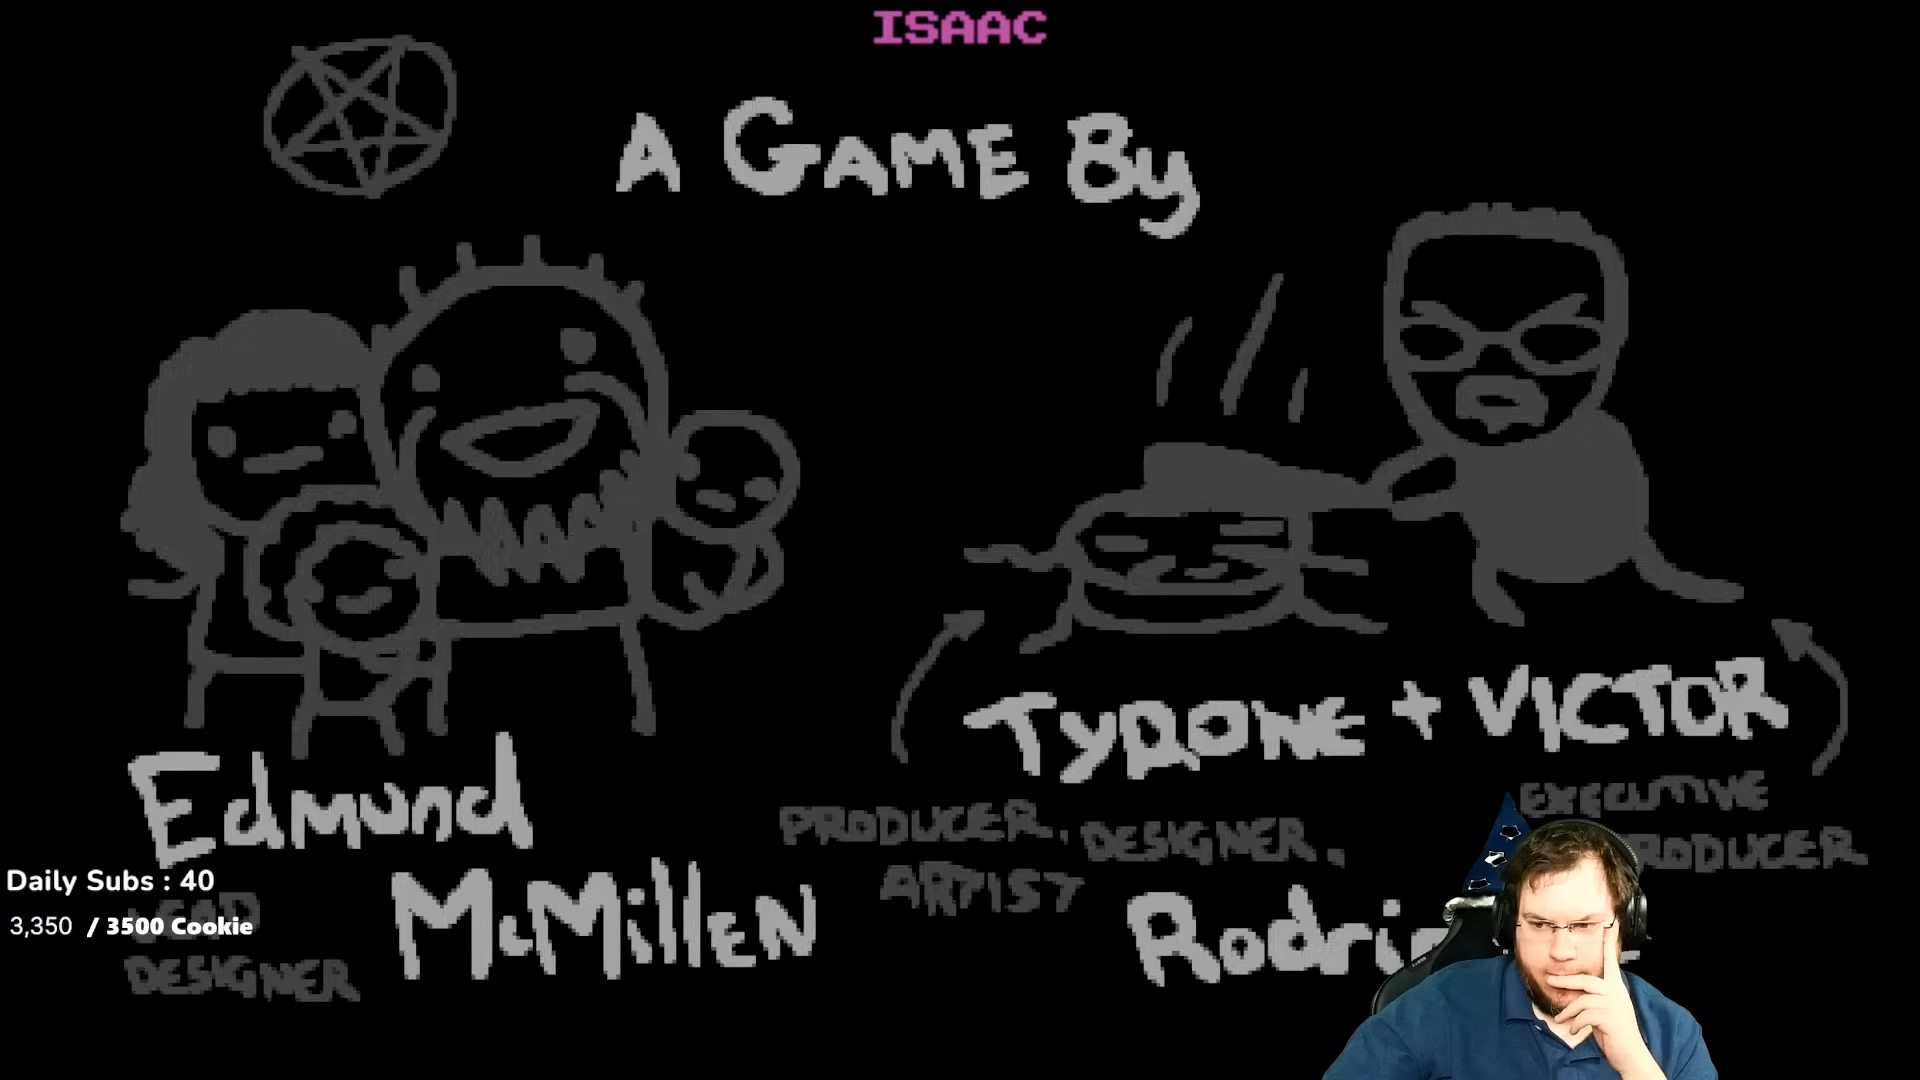 ISAAC
A GAME By
TYRONE + VICTOR
Edmund
EXECUTIVE
PRODUCER.
DESIGNER.
Daily Subs : 40
ARTIST
LEAD
3,350 / 3500 Cookie
McMillEN
DESIGNER